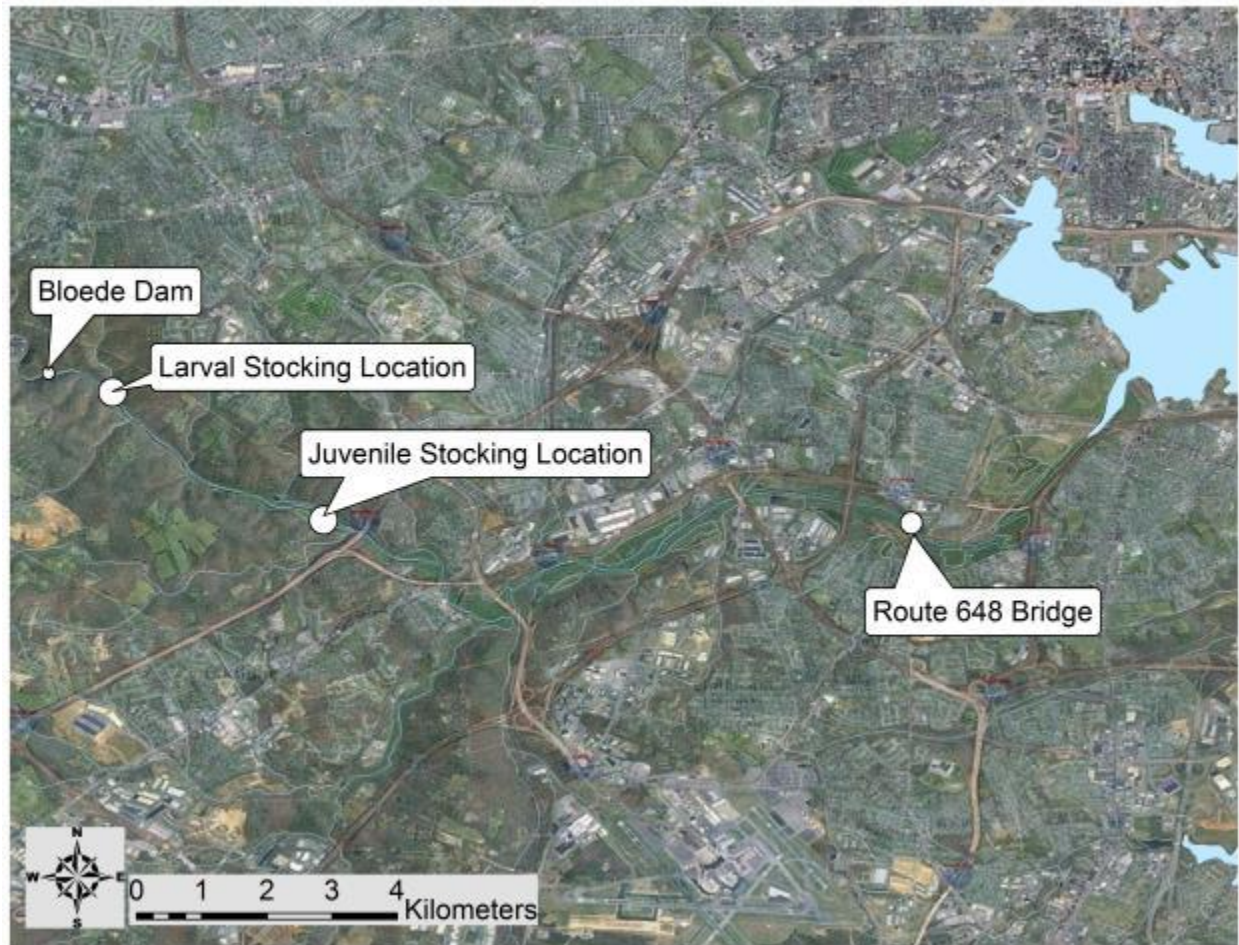 Bloede Dam
Larval Stocking Location
Juvenile Stocking Location
Route 648 Bridge
N
W
E
S
0 1 2 3 4
Kilometers